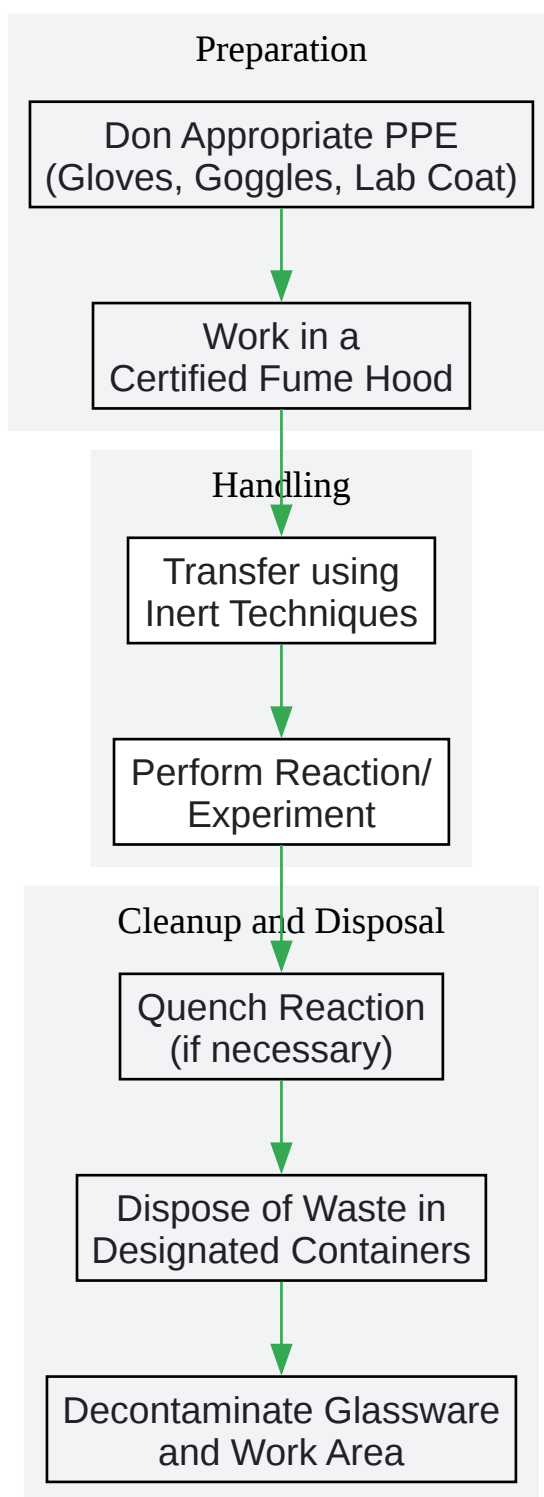 Preparation
Don Appropriate PPE
(Gloves, Goggles, Lab Coat)
Work in a
Certified Fume Hood
Handling
Transfer using
Inert Techniques
Perform Reaction/
Experiment
Cleanup and Disposal
Quench Reaction
(if necessary)
Dispose of Waste in
Designated Containers
Decontaminate Glassware
and Work Area